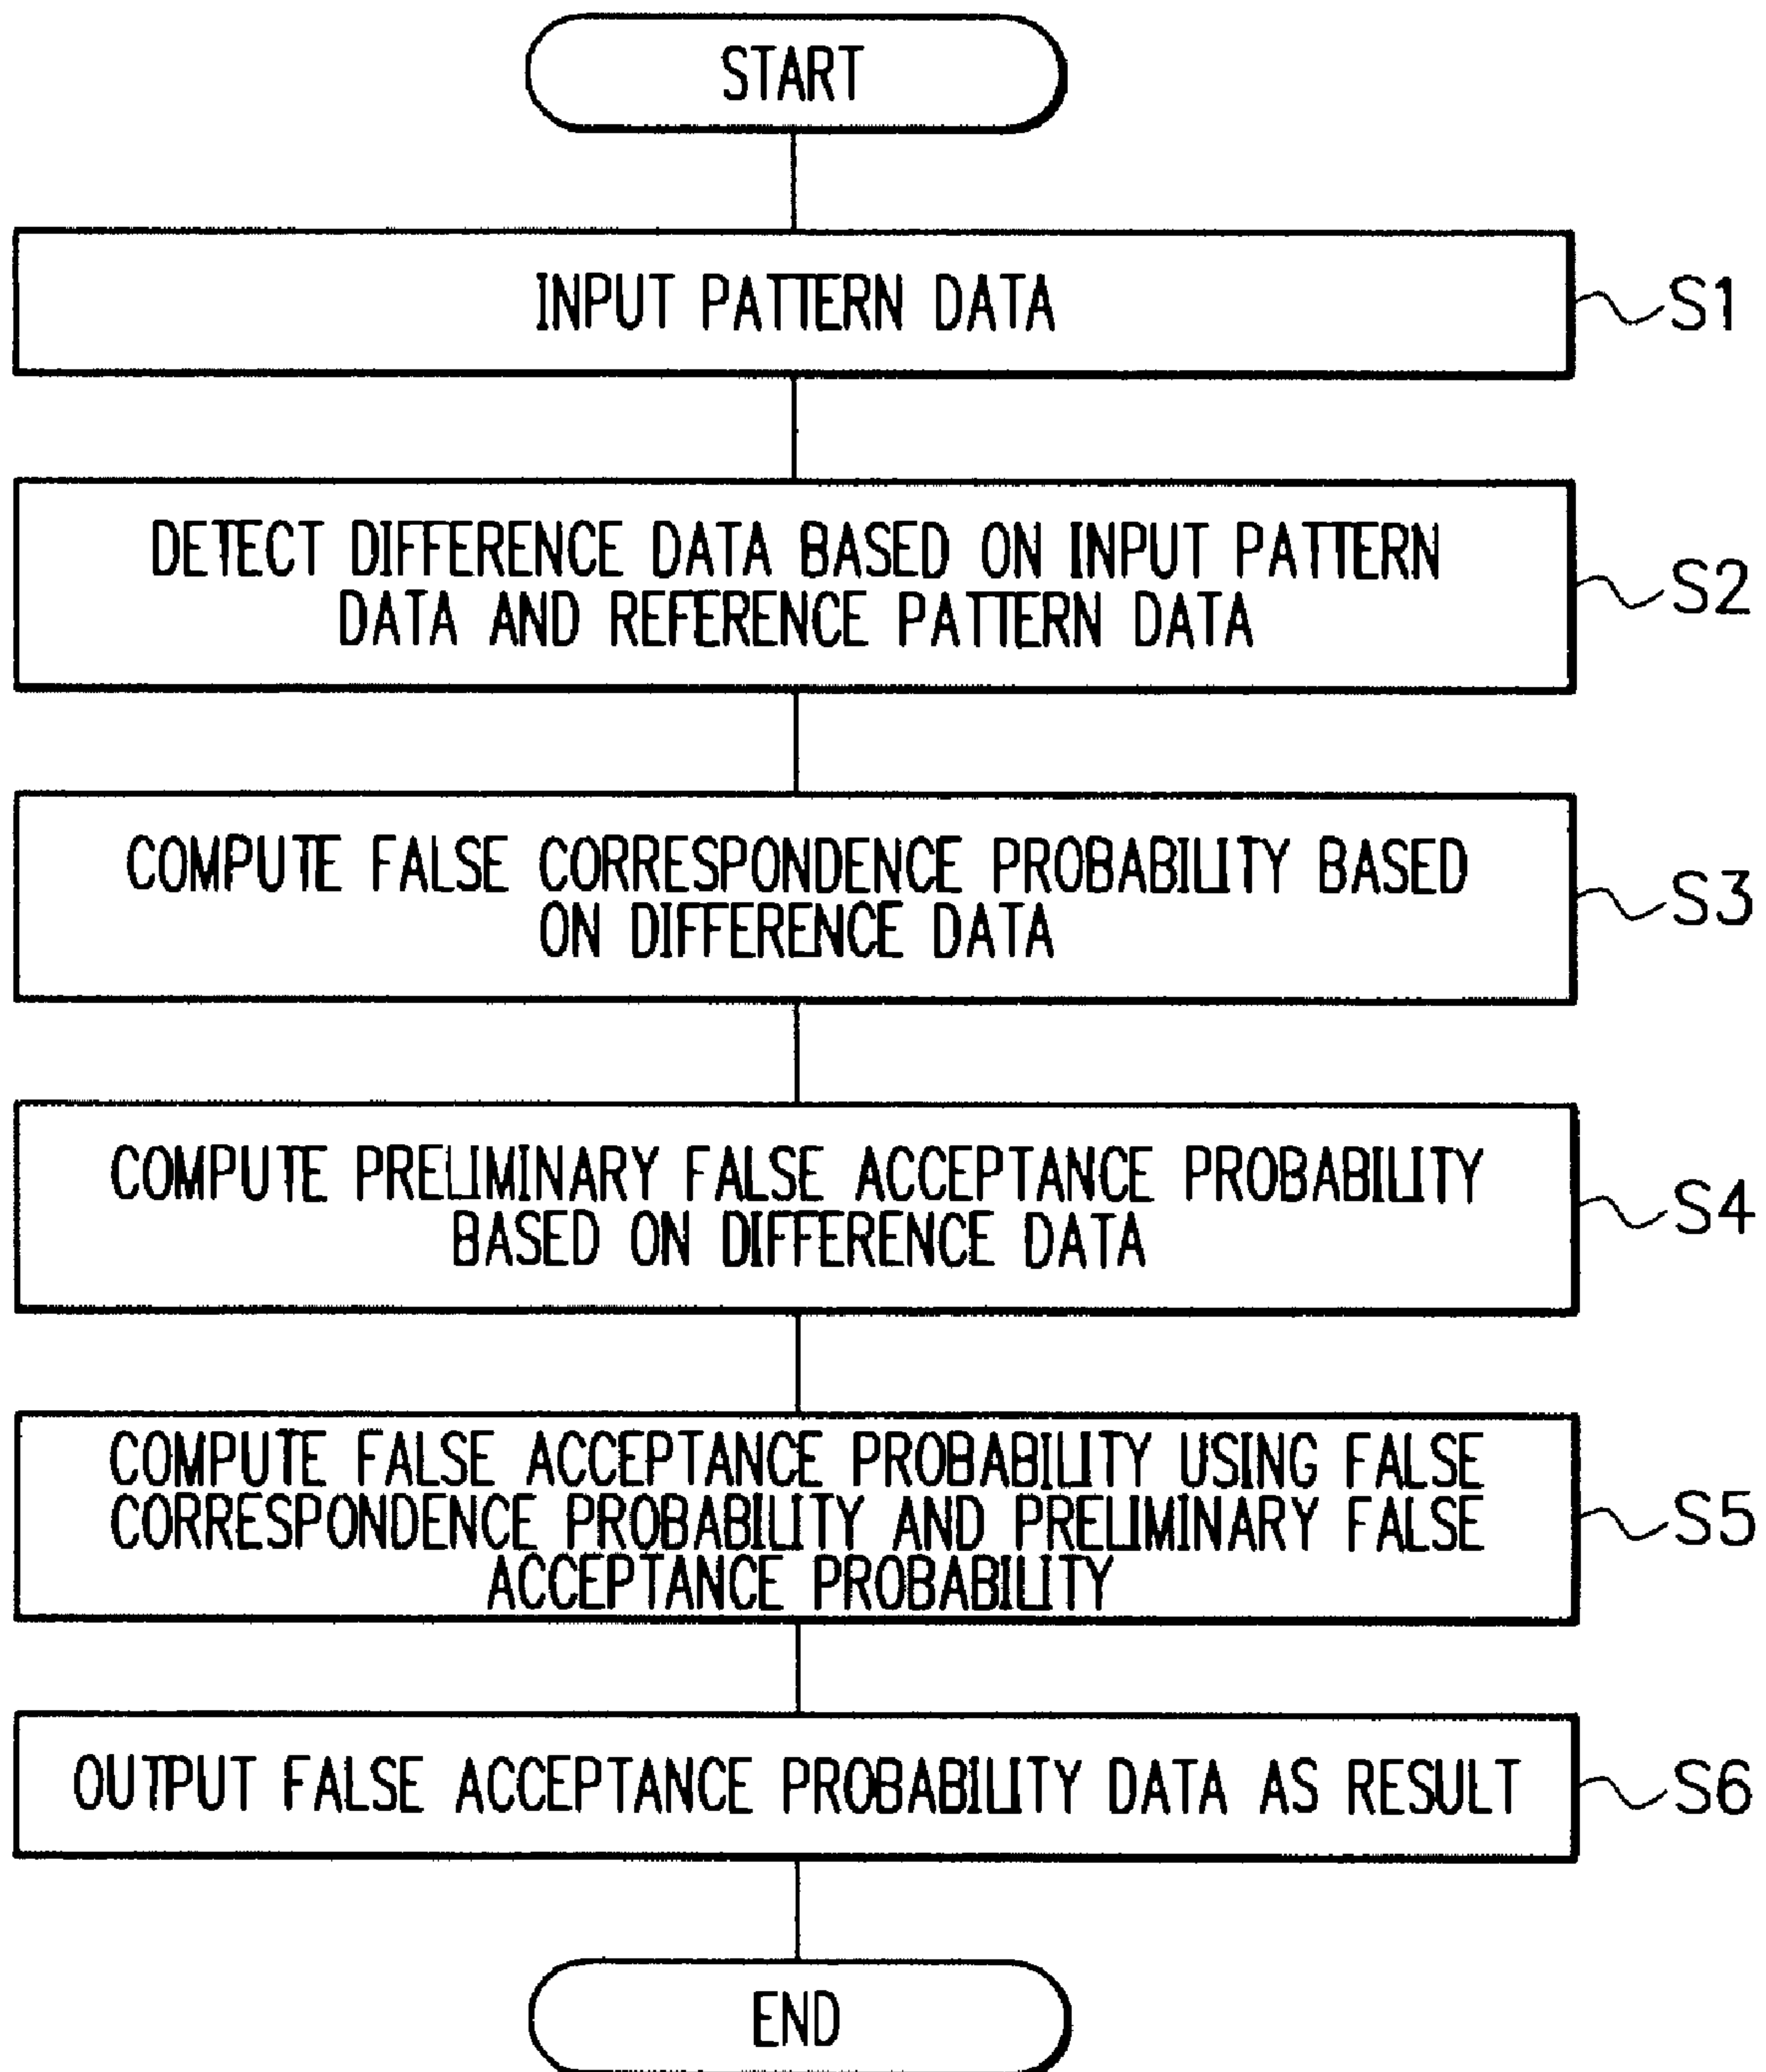 START
INPUT PATTERN DATA
S1
DETECT DIFFERENCE DATA BASED ON INPUT PATTERN
DATA AND REFERENCE PATTERN DATA
S2
COMPUTE FALSE CORRESPONDENCE PROBABILITY BASED
ON DIFFERENCE DATA
S3
COMPUTE PRELIMINARY FALSE ACCEPTANCE PROBABILITY
BASED ON DIFFERENCE DATA
S4
COMPUTE FALSE ACCEPTANCE PROBABILITY USING FALSE
CORRESPONDENCE PROBABILITY AND PRELIMINARY FALSE
ACCEPTANCE PROBABILITY
S5
OUTPUT FALSE ACCEPTANCE PROBABILITY DATA AS RESULT
S6
END